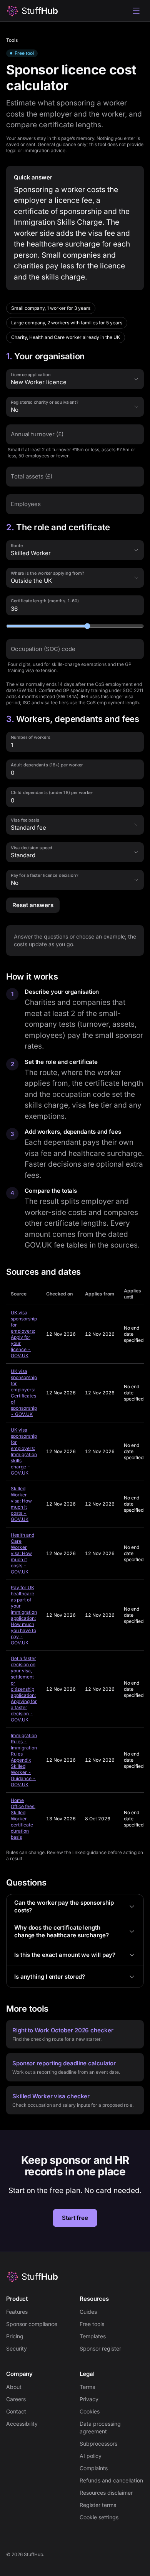 StuffHub
Tools
Free tool
Sponsor licence cost
calculator
Estimate what sponsoring a worker
costs the employer and the worker, and
compare certificate lengths.
Your answers stay in this page's memory. Nothing you enter is
saved or sent. General guidance only; this tool does not provide
legal or immigration advice.
Quick answer
Sponsoring a worker costs the
employer a licence fee, a
certificate of sponsorship and the
Immigration Skills Charge. The
worker side adds the visa fee and
the healthcare surcharge for each
person. Small companies and
charities pay less for the licence
and the skills charge.
Small company, 1 worker for 3 years
Large company, 2 workers with families for 5 years
Charity, Health and Care worker already in the UK
1. Your organisation
Licence application
New Worker licence
Registered charity or equivalent?
No
Annual turnover (£)
Small if at least 2 of: turnover £15m or less, assets £7.5m or
less, 50 employees or fewer.
Total assets (£)
Employees
2. The role and certificate
Route
Skilled Worker
Where is the worker applying from?
Outside the UK
Certificate length (months, 1–60)
36
Occupation (SOC) code
Four digits, used for skills-charge exemptions and the GP
training visa extension.
The visa normally ends 14 days after the CoS employment end
date (SW 16.1). Confirmed GP specialty training under SOC 2211
adds 4 months instead (SW 16.1A). IHS uses the longer visa
period; ISC and visa fee tiers use the CoS employment length.
3. Workers, dependants and fees
Number of workers
1
Adult dependants (18+) per worker
0
Child dependants (under 18) per worker
0
Visa fee basis
Standard fee
Visa decision speed
Standard
Pay for a faster licence decision?
No
Reset answers
Answer the questions or choose an example; the
costs update as you go.
How it works
1
Describe your organisation
Charities and companies that
meet at least 2 of the small-
company tests (turnover, assets,
employees) pay the small sponsor
rates.
2
Set the role and certificate
The route, where the worker
applies from, the certificate length
and the occupation code set the
skills charge, visa fee tier and any
exemptions.
3
Add workers, dependants and fees
Each dependant pays their own
visa fee and healthcare surcharge.
Faster decisions are optional extra
fees.
4
Compare the totals
The result splits employer and
worker-side costs and compares
other certificate lengths. Every
amount comes from the dated
GOV.UK fee tables in the sources.
Sources and dates
Source Checked on Applies from Applies until
UK visa sponsorship for employers: Apply for your licence – GOV.UK 12 Nov 2026 12 Nov 2026 No end date specified
UK visa sponsorship for employers: Certificates of sponsorship – GOV.UK 12 Nov 2026 12 Nov 2026 No end date specified
UK visa sponsorship for employers: Immigration skills charge – GOV.UK 12 Nov 2026 12 Nov 2026 No end date specified
Skilled Worker visa: How much it costs – GOV.UK 12 Nov 2026 12 Nov 2026 No end date specified
Health and Care Worker visa: How much it costs – GOV.UK 12 Nov 2026 12 Nov 2026 No end date specified
Pay for UK healthcare as part of your immigration application: How much you have to pay – GOV.UK 12 Nov 2026 12 Nov 2026 No end date specified
Get a faster decision on your visa, settlement or citizenship application: Applying for a faster decision – GOV.UK 12 Nov 2026 12 Nov 2026 No end date specified
Immigration Rules – Immigration Rules Appendix Skilled Worker – Guidance – GOV.UK 12 Nov 2026 12 Nov 2026 No end date specified
Home Office fees: Skilled Worker certificate duration basis 13 Nov 2026 8 Oct 2026 No end date specified
Rules can change. Review the linked guidance before acting on
a result.
Questions
Can the worker pay the sponsorship
costs?
Why does the certificate length
change the healthcare surcharge?
Is this the exact amount we will pay?
Is anything I enter stored?
More tools
Right to Work October 2026 checker
Find the checking route for a new starter.
Sponsor reporting deadline calculator
Work out a reporting deadline from an event date.
Skilled Worker visa checker
Check occupation and salary inputs for a proposed role.
Keep sponsor and HR
records in one place
Start on the free plan. No card needed.
Start free
StuffHub
Product
Features
Sponsor compliance
Pricing
Security
Resources
Guides
Free tools
Templates
Sponsor register
Company
About
Careers
Contact
Accessibility
Legal
Terms
Privacy
Cookies
Data processing
agreement
Subprocessors
AI policy
Complaints
Refunds and cancellation
Resources disclaimer
Register terms
Cookie settings
© 2026 StuffHub.